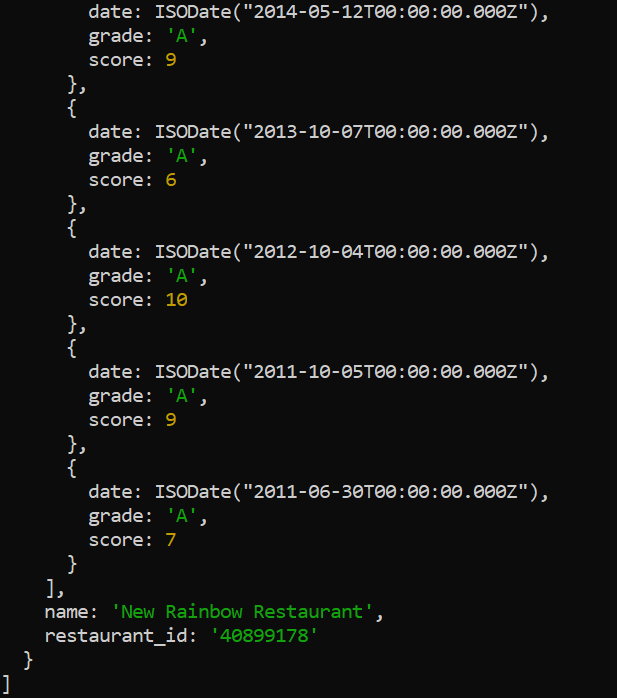 date: ISODate("2014-05-12T00:00:00.000Z"),
grade: 'A',
score: 9
},
{
date: ISODate("2013-10-07T00:00:00.000Z"),
grade: 'A',
score: 6
},
{
date: ISODate("2012-10-04T00:00:00.000Z"),
grade: 'A',
score: 10
},
{
date: ISODate("2011-10-05T00:00:00.000Z"),
grade: 'A',
score: 9
},
{
date: ISODate("2011-06-30T00:00:00.000Z"),
grade: 'A',
score: 7
}
],
name: 'New Rainbow Restaurant',
restaurant_id: '40899178'
}
]